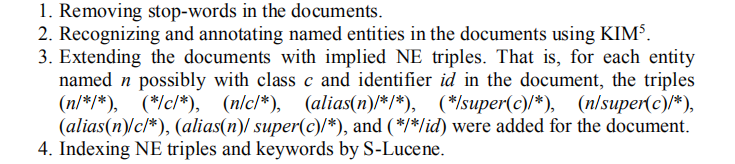 1. Removing stop-words in the documents.
2. Recognizing and annotating named entities in the documents using KIM⁵.
3. Extending the documents with implied NE triples. That is, for each entity
named n possibly with class c and identifier id in the document, the triples
(n/*/*), (*/c/*), (n/c/*), (alias(n)/*/*), (*/super(c)/*), (n/super(c)/*),
(alias(n)/c/*), (alias(n)/ super(c)/*), and (*/*/id) were added for the document.
4. Indexing NE triples and keywords by S-Lucene.